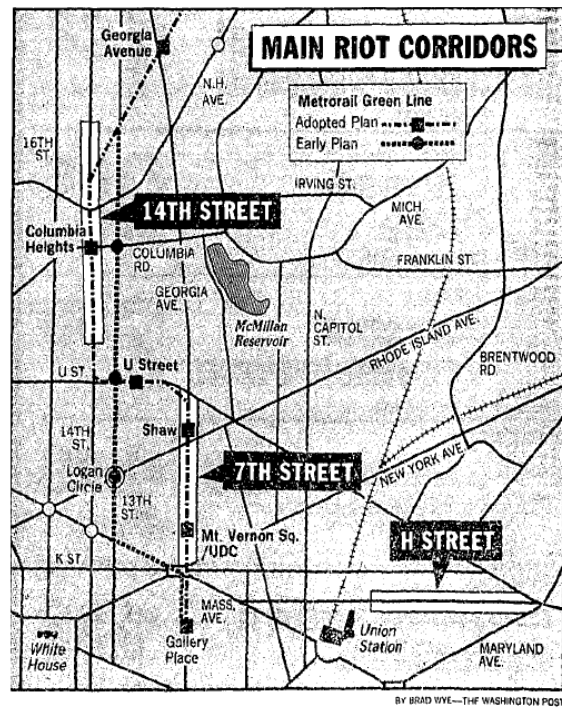 Georgia
Avenue
MAIN RIOT CORRIDORS
N.H.
AVE.
Metrorail Green Line
Adopted Plan
Early Plan
16TH
ST.
IRVING ST.
14TH STREET
MICH.
AVE.
Columbia
Heights
COLUMBIA
RD.
FRANKLIN ST.
GEORGIA
AVE.
McMillan
Reservoir
N.
CAPITOL
ST.
RHODE ISLAND AVE.
BRENTWOOD
RD.
U ST.
U Street
14TH
ST.
Shaw
Logan
Circle
13TH
ST.
7TH STREET
NEW YORK AVE.
Mt. Vernon Sq.
/UDC
H STREET
K ST.
MASS.
AVE.
White
House
Gallery
Place
Union
Station
MARYLAND
AVE.
BY BRAD WYE—THE WASHINGTON POST